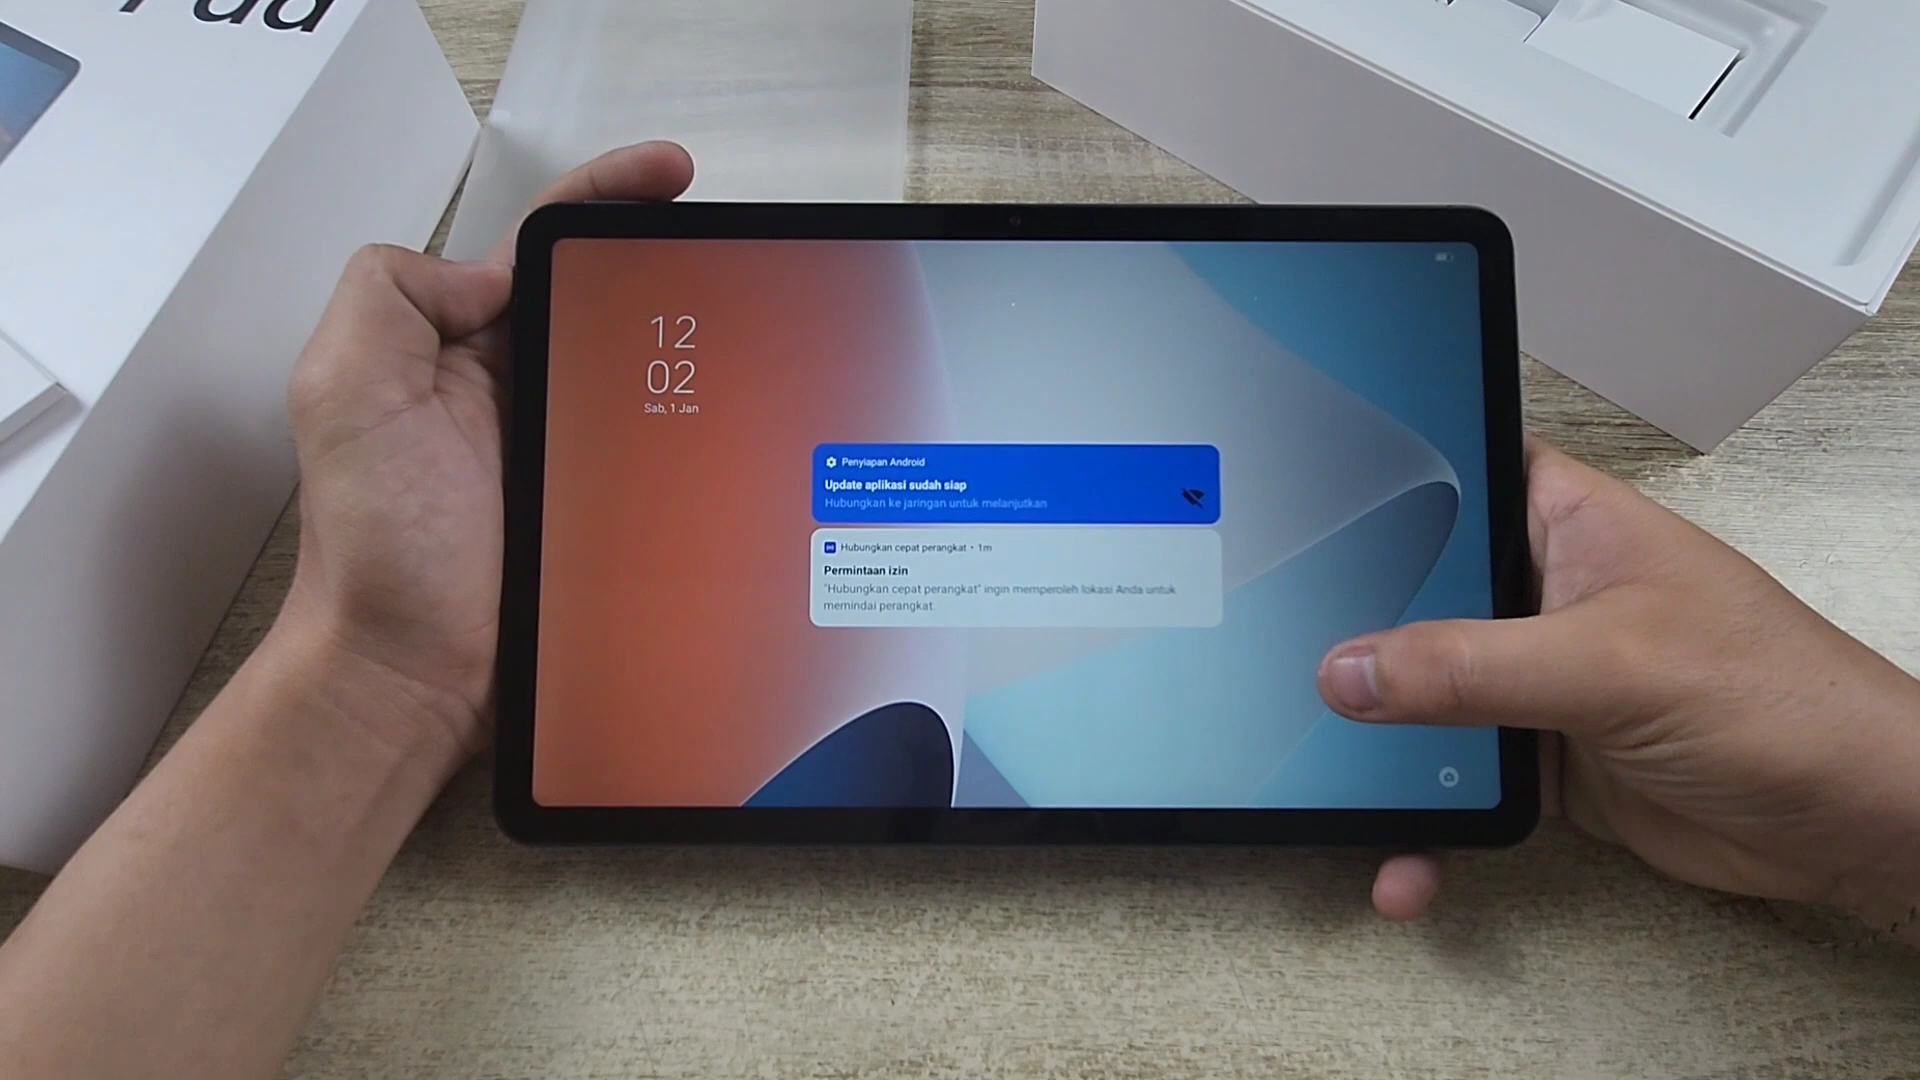 Pad
12
02
Sab, 1 Jan
Penyiapan Android
Update aplikasi sudah siap
Hubungkan ke jaringan untuk melanjutkan
Hubungkan cepat perangkat • 1m
Permintaan izin
"Hubungkan cepat perangkat" ingin memperoleh lokasi Anda untuk
memindai perangkat.